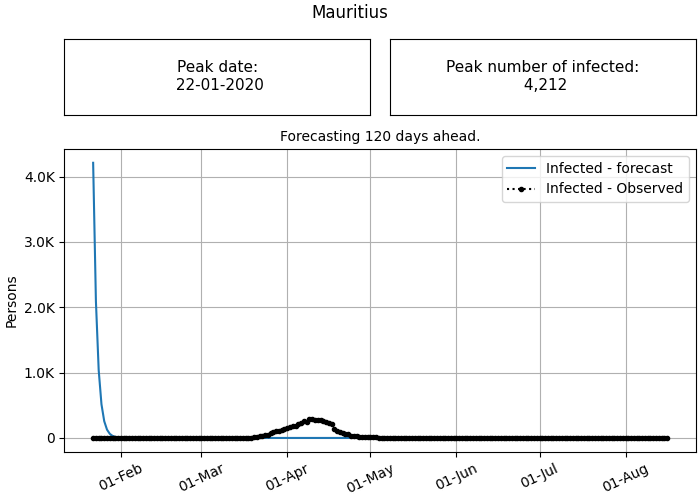 Mauritius
Peak date:
22-01-2020
Peak number of infected:
4,212
Forecasting 120 days ahead.
Infected - forecast
Infected - Observed
Persons
4.0K
3.0K
2.0K
1.0K
0
01-Feb
01-Mar
01-Apr
01-May
01-Jun
01-Jul
01-Aug